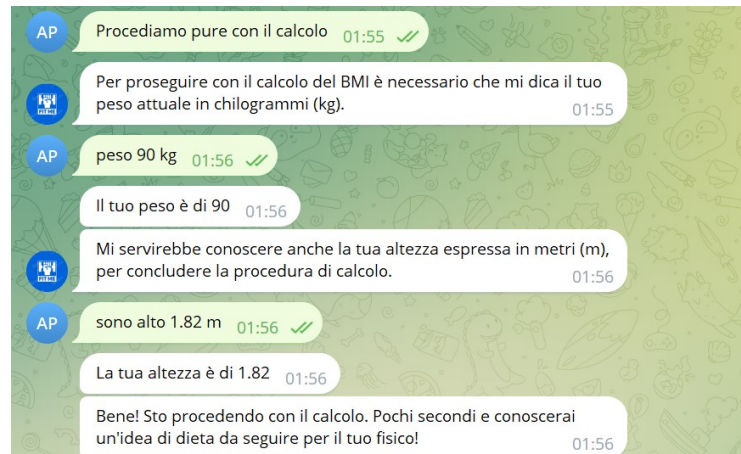 AP
Procediamo pure con il calcolo 01:55
Per proseguire con il calcolo del BMI è necessario che mi dica il tuo
peso attuale in chilogrammi (kg).
01:55
FIT ME
AP
peso 90 kg 01:56
Il tuo peso è di 90 01:56
Mi servirebbe conoscere anche la tua altezza espressa in metri (m),
per concludere la procedura di calcolo.
01:56
FIT ME
AP
sono alto 1.82 m 01:56
La tua altezza è di 1.82 01:56
Bene! Sto procedendo con il calcolo. Pochi secondi e conoscerai
un'idea di dieta da seguire per il tuo fisico!
01:56